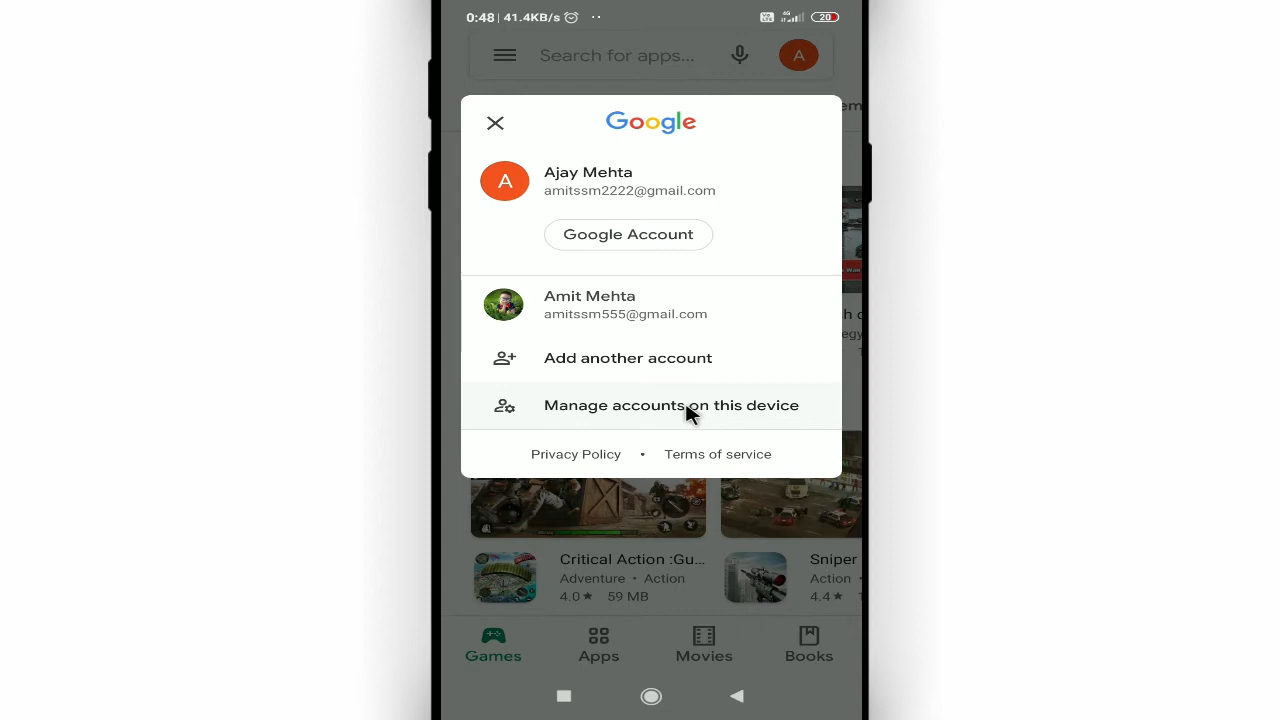 0:48 | 41.4KB/s ··
4G 20
Search for apps... A
Google
A Ajay Mehta
amitssm2222@gmail.com
Google Account
Amit Mehta
amitssm555@gmail.com
Add another account
Manage accounts on this device
Privacy Policy • Terms of service
Critical Action :Gu... Sniper
Adventure • Action Action
4.0★ 59 MB 4.4★
Games Apps Movies Books